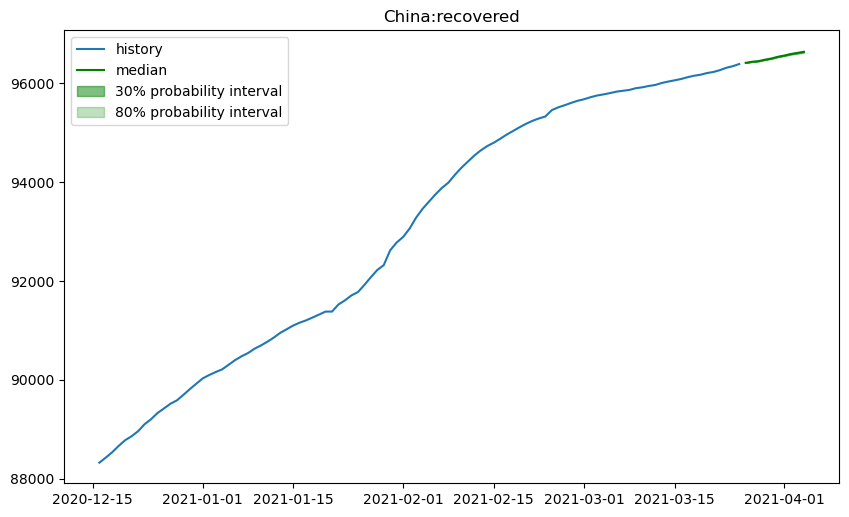 China:recovered
history
median
30% probability interval
80% probability interval
96000
94000
92000
90000
88000
2020-12-15 2021-01-01 2021-01-15 2021-02-01 2021-02-15 2021-03-01 2021-03-15 2021-04-01